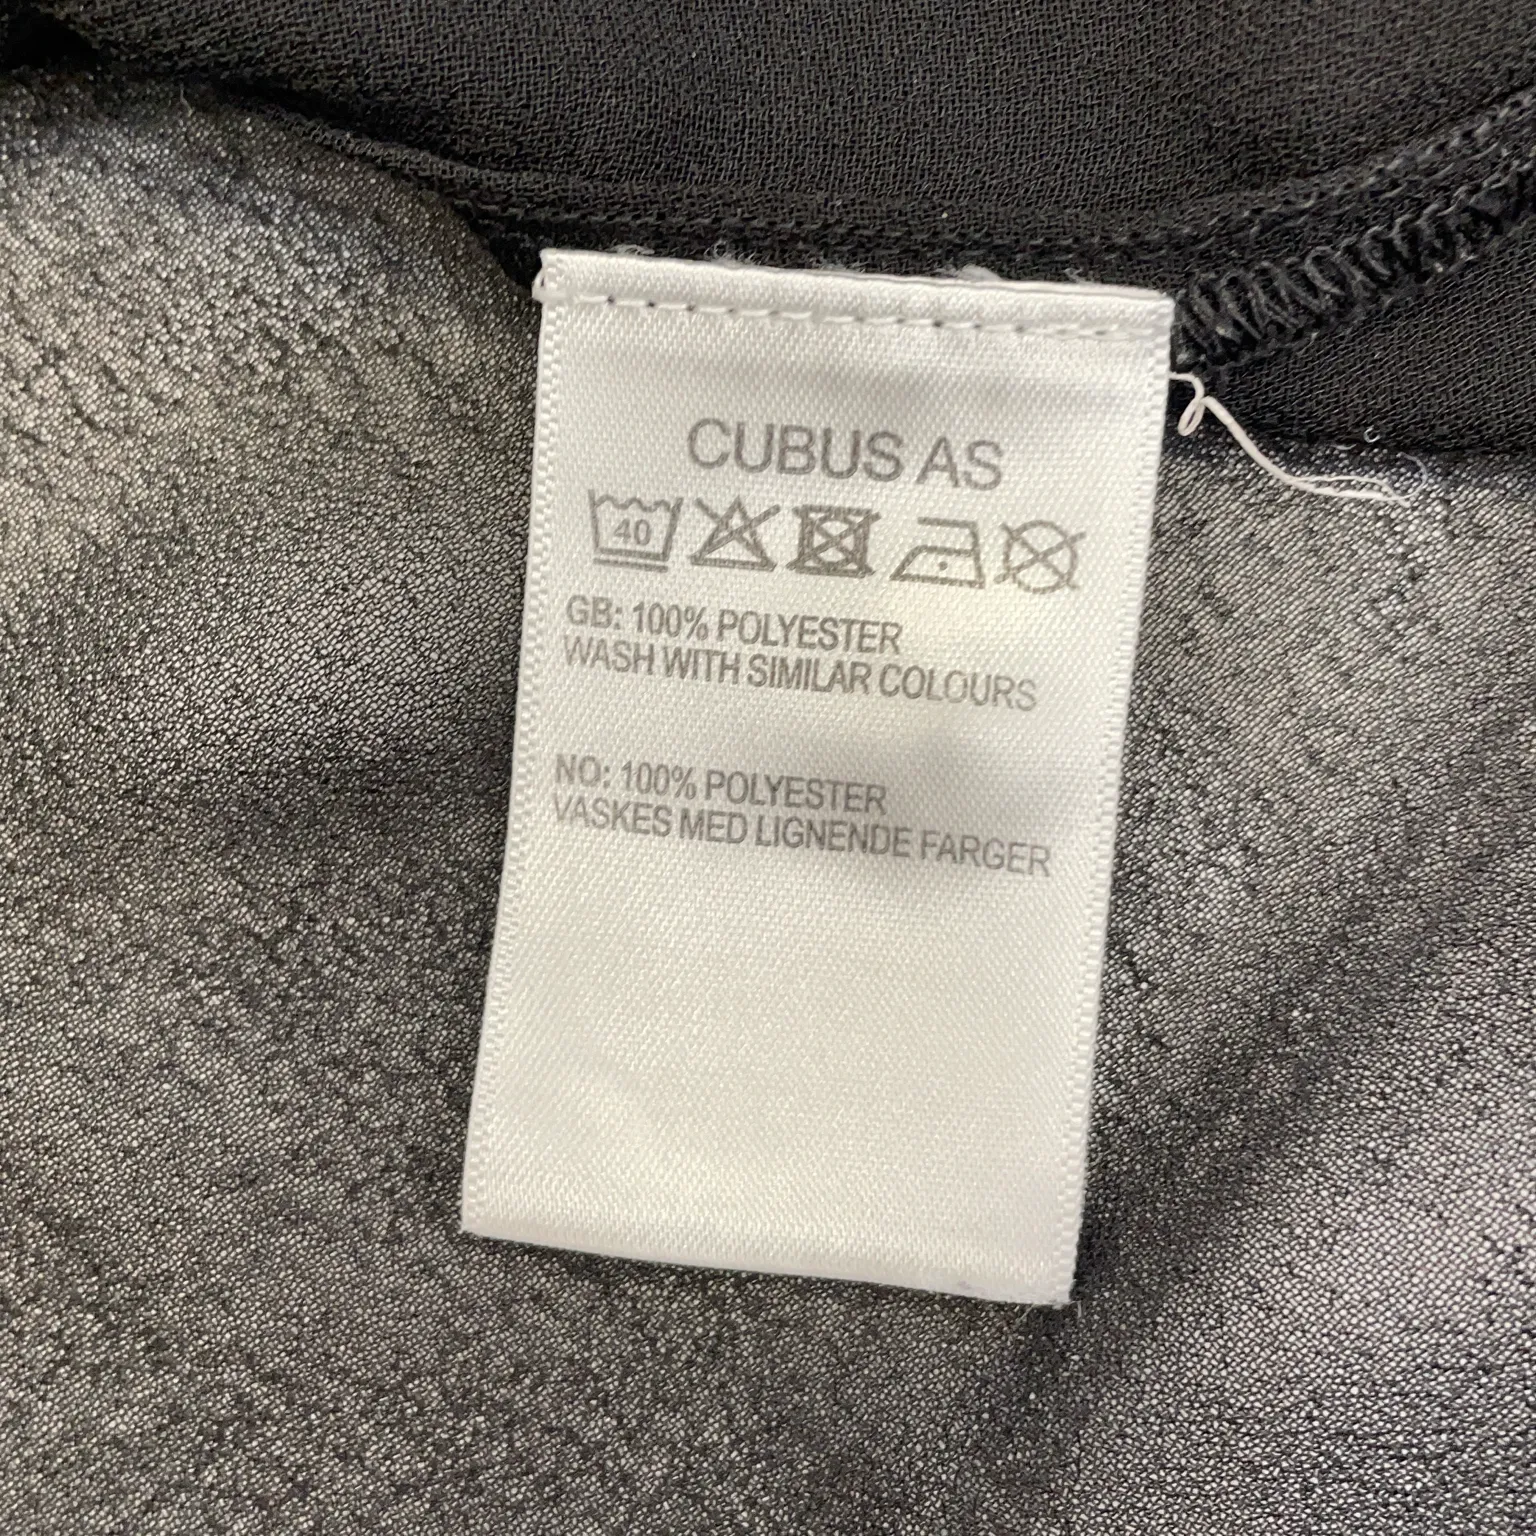 CUBUS AS
40
GB: 100% POLYESTER
WASH WITH SIMILAR COLOURS
NO: 100% POLYESTER
VASKES MED LIGNENDE FARGER